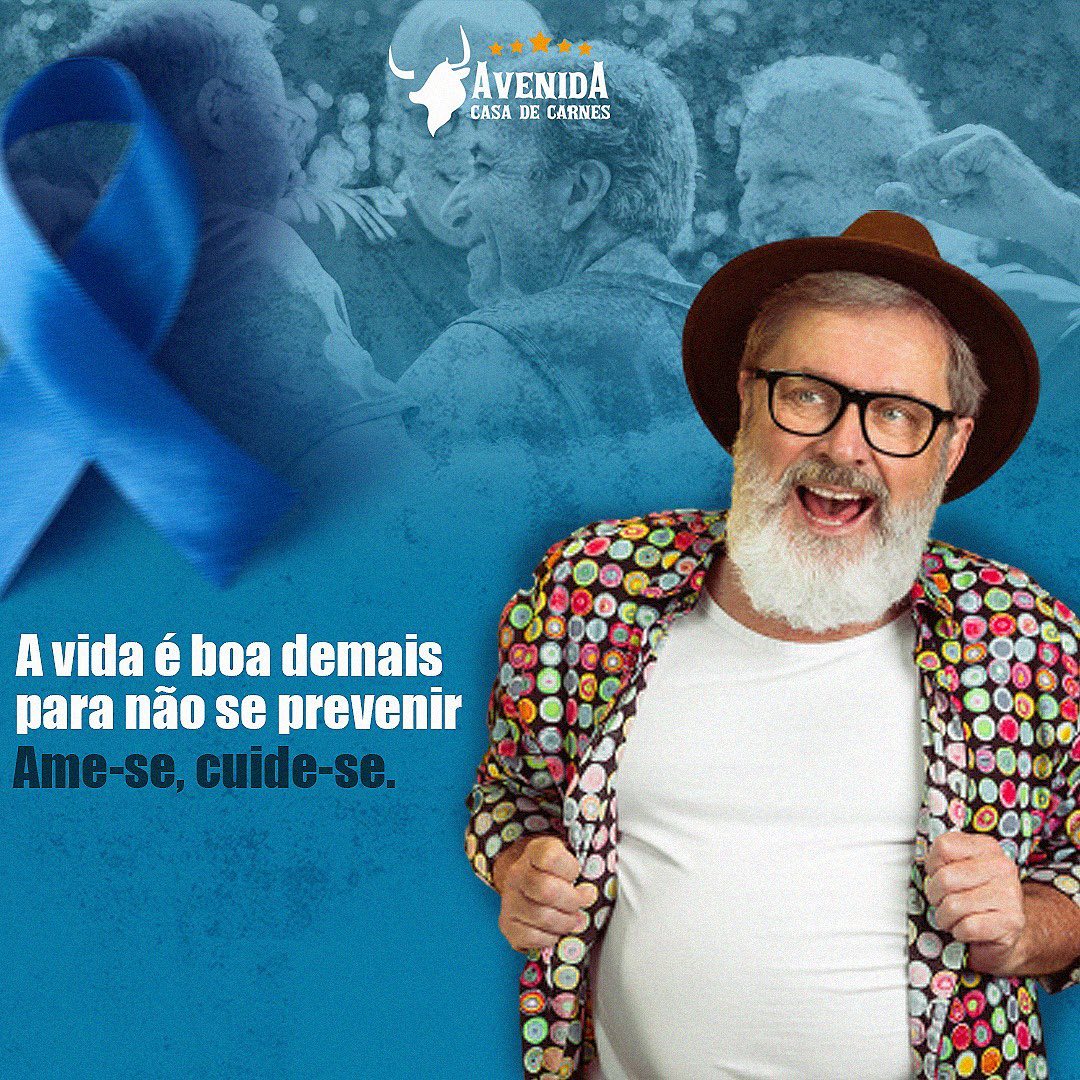 AVENIDA
CASA DE CARNES
A vida é boa demais
para não se prevenir
Ame-se, cuide-se.